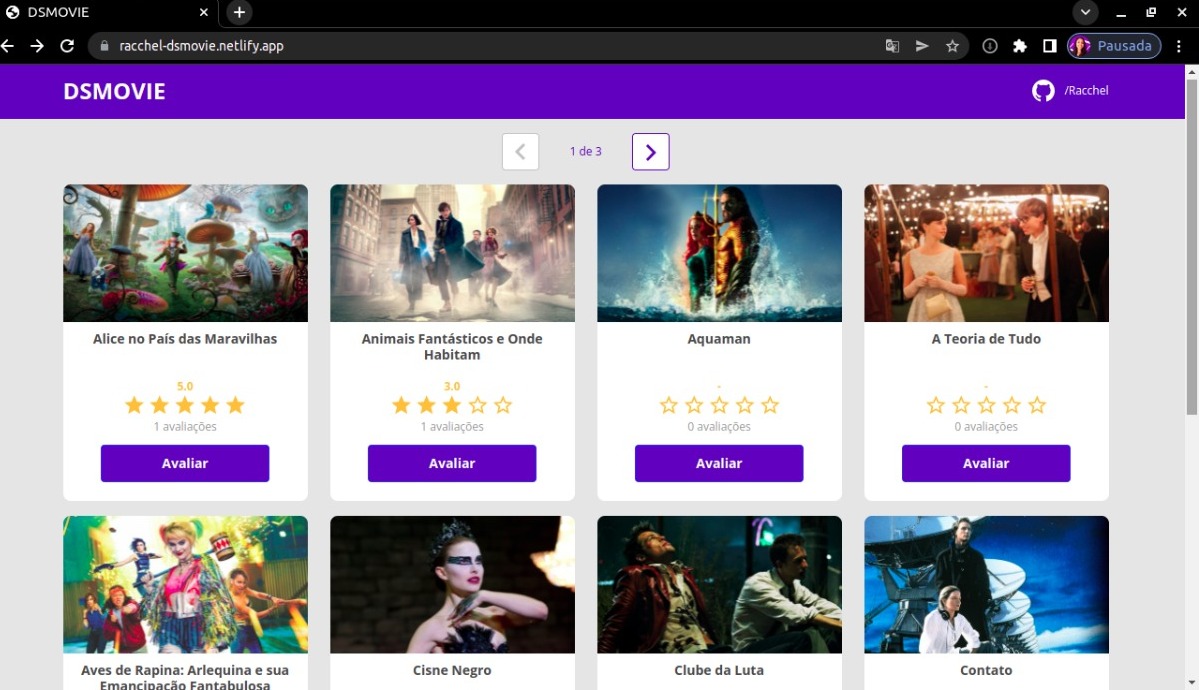 DSMOVIE
racchel-dsmovie.netlify.app
Pausada
DSMOVIE
/Racchel
1 de 3
Alice no País das Maravilhas
5.0
1 avaliações
Avaliar
Animais Fantásticos e Onde
Habitam
3.0
1 avaliações
Avaliar
Aquaman
-
0 avaliações
Avaliar
A Teoria de Tudo
-
0 avaliações
Avaliar
Aves de Rapina: Arlequina e sua
Emancipação Fantabulosa
Cisne Negro
Clube da Luta
Contato